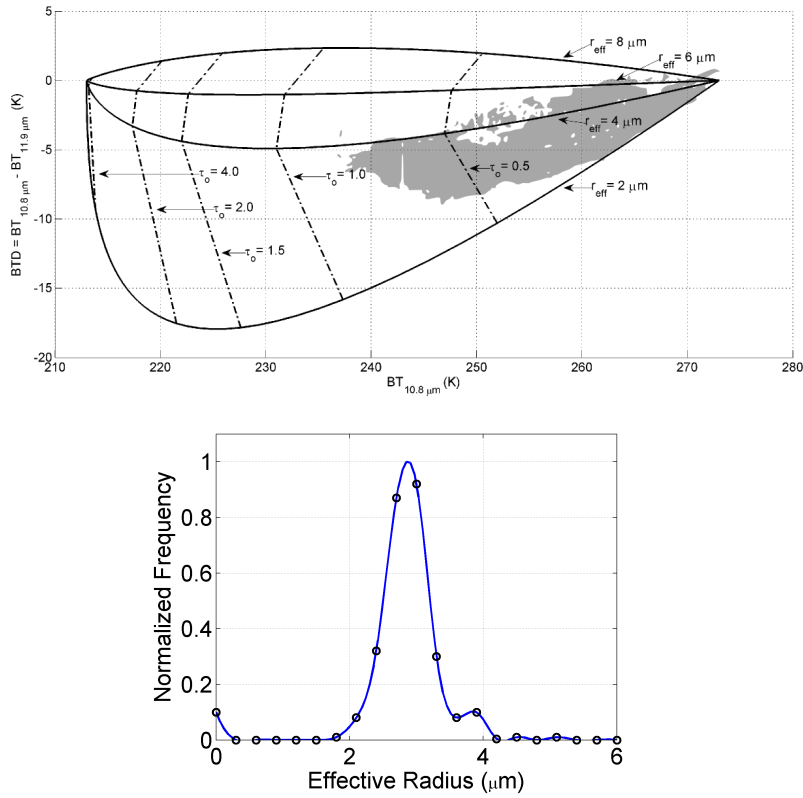 5
0
-5
-10
-15
-20
BTD = BT10.8 μm - BT11.9 μm (K)
reff = 8 μm
reff = 6 μm
reff = 4 μm
reff = 2 μm
τo = 4.0
τo = 2.0
τo = 1.5
τo = 1.0
τo = 0.5
210 220 230 240 250 260 270 280
BT10.8 μm (K)
Normalized Frequency
1
0.8
0.6
0.4
0.2
0
0 2 4 6
Effective Radius (μm)